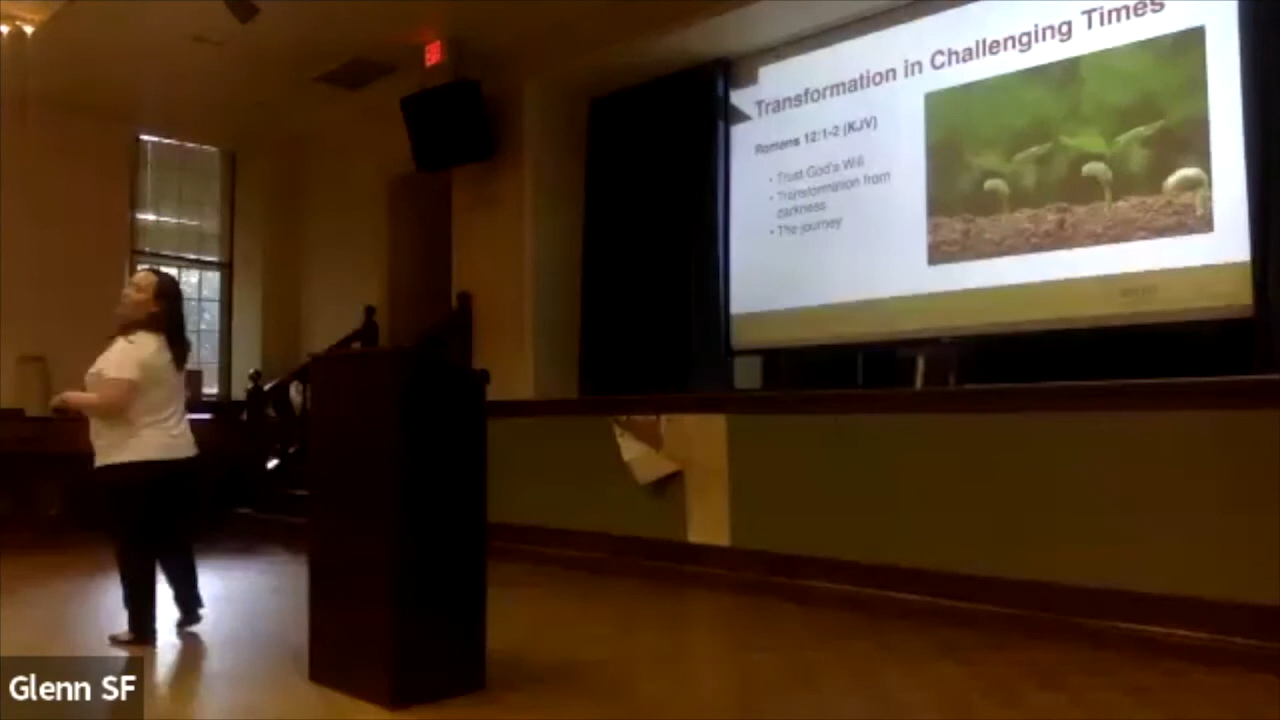 EXIT
Transformation in Challenging Times
Romans 12:1-2 (KJV)
• Trust God's Will
• Transformation from
darkness
• The journey
Glenn SF